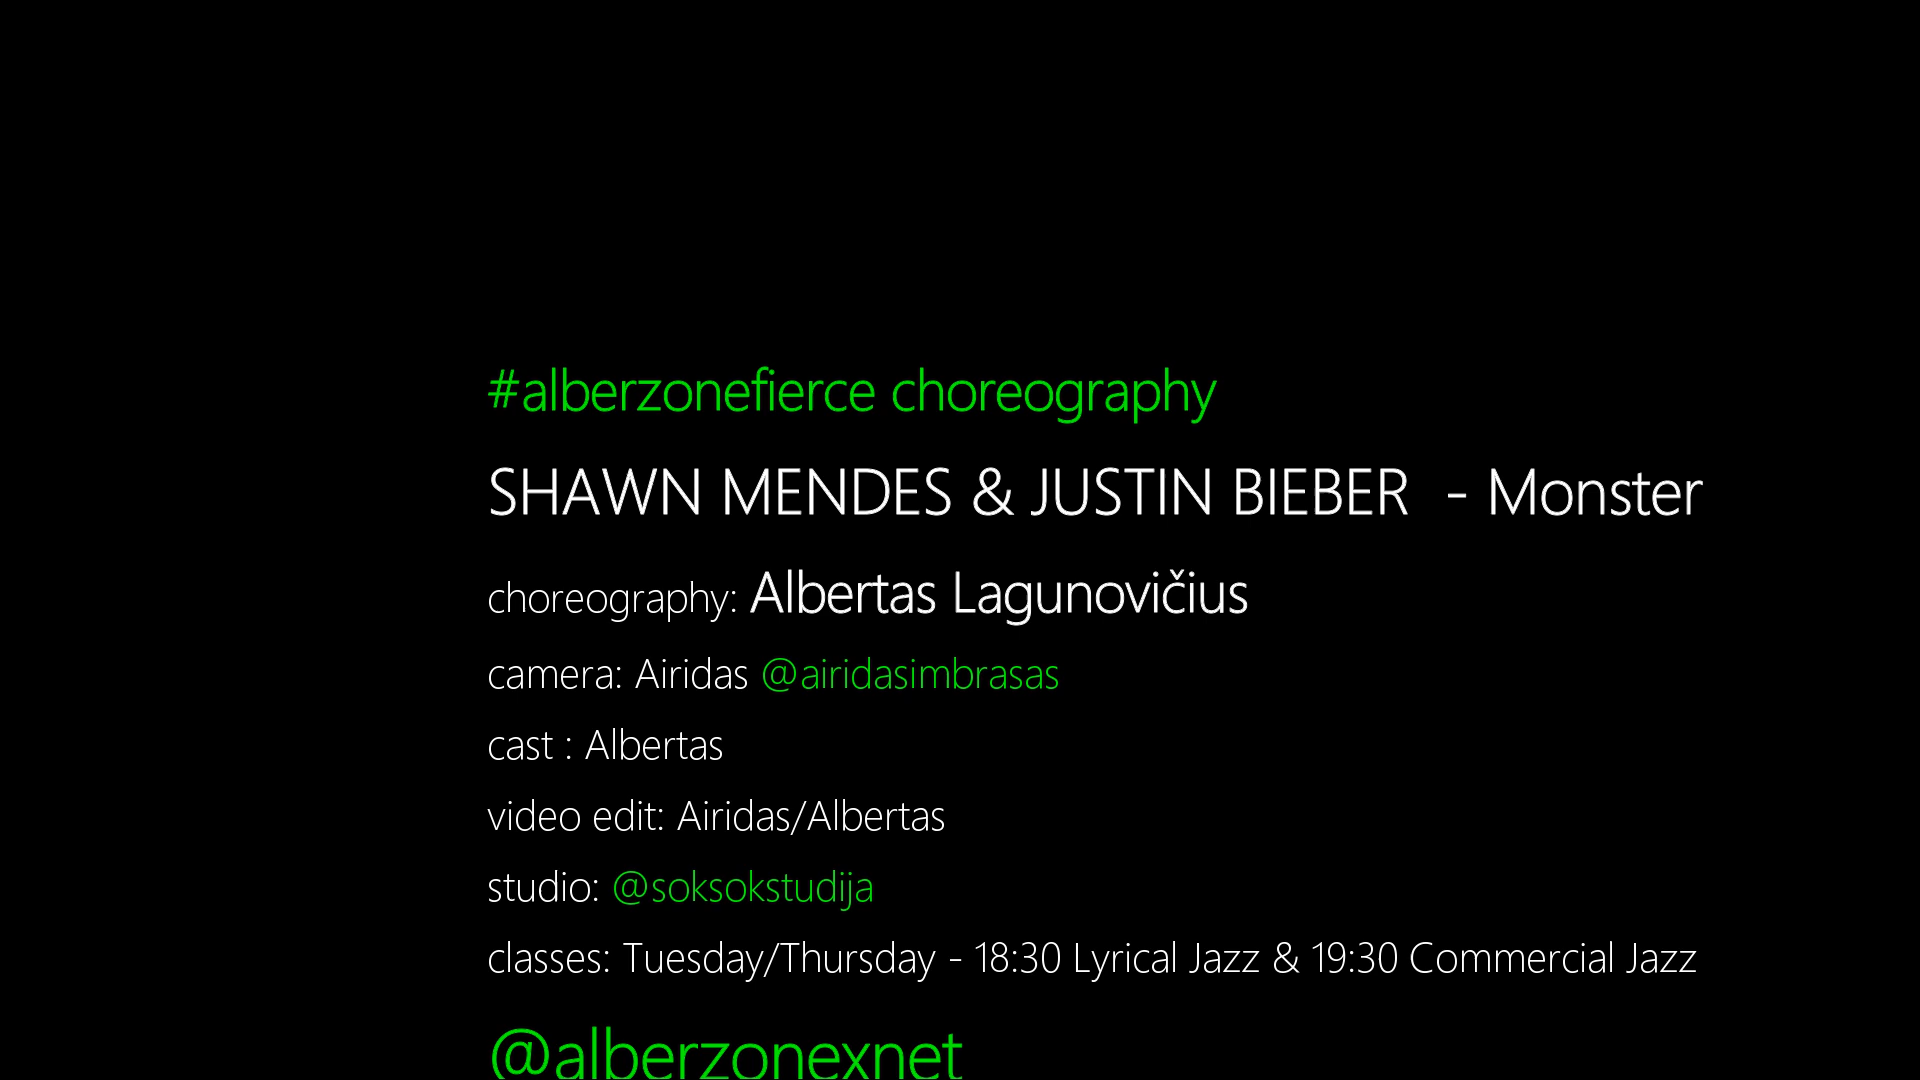 #alberzonefierce choreography
SHAWN MENDES & JUSTIN BIEBER  - Monster
choreography: Albertas Lagunovičius
camera: Airidas @airidasimbrasas
cast : Albertas
video edit: Airidas/Albertas
studio: @soksokstudija
classes: Tuesday/Thursday - 18:30 Lyrical Jazz & 19:30 Commercial Jazz
@alberzonexnet